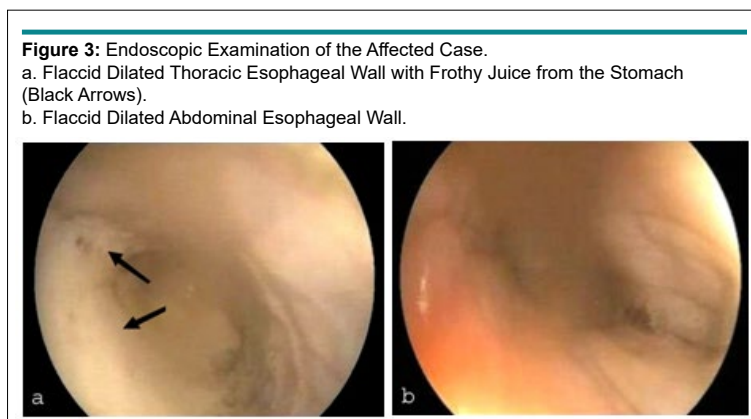 Figure 3: Endoscopic Examination of the Affected Case.
a. Flaccid Dilated Thoracic Esophageal Wall with Frothy Juice from the Stomach
(Black Arrows).
b. Flaccid Dilated Abdominal Esophageal Wall.
a
b